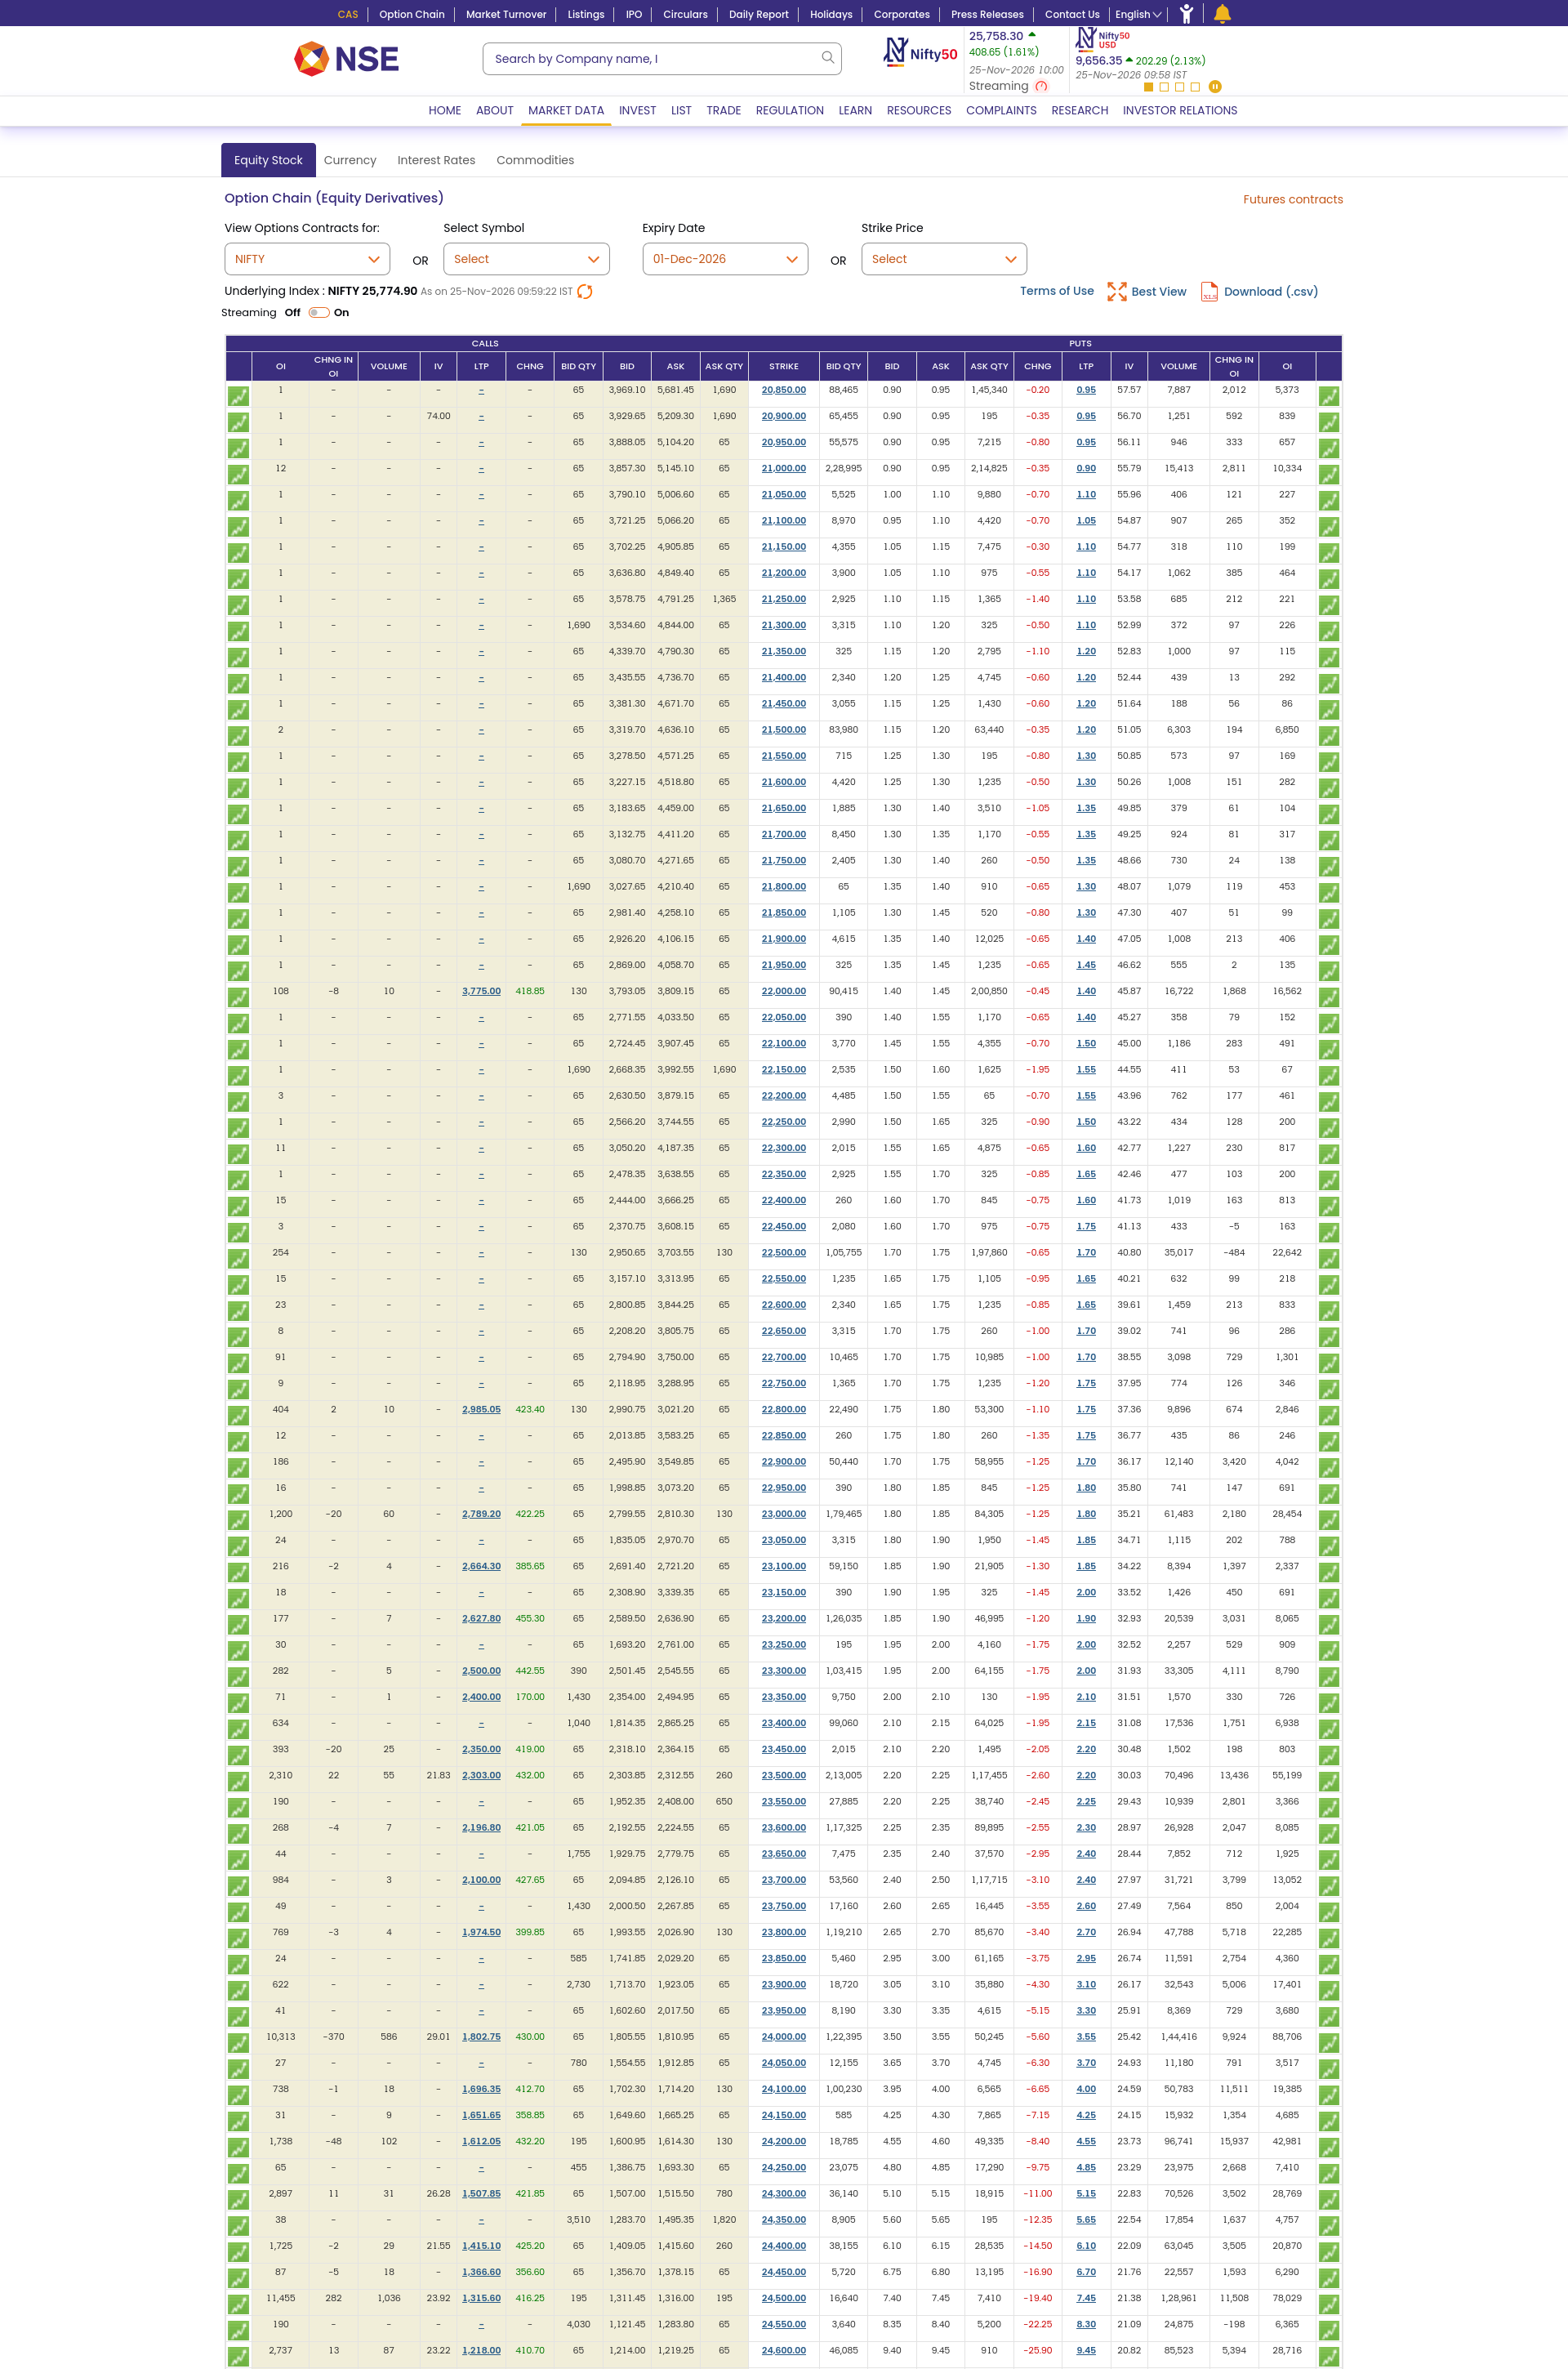 CAS Option Chain Market Turnover Listings IPO Circulars Daily Report Holidays Corporates Press Releases Contact Us English
NSE
Search by Company name, I
Nifty50
25,758.30
408.65 (1.61%)
25-Nov-2026 10:00
Streaming
Nifty50
USD
9,656.35 202.29 (2.13%)
25-Nov-2026 09:58 IST
HOME ABOUT MARKET DATA INVEST LIST TRADE REGULATION LEARN RESOURCES COMPLAINTS RESEARCH INVESTOR RELATIONS
Equity Stock Currency Interest Rates Commodities
Option Chain (Equity Derivatives) Futures contracts
View Options Contracts for: Select Symbol Expiry Date Strike Price
NIFTY OR Select 01-Dec-2026 OR Select
Underlying Index : NIFTY 25,774.90 As on 25-Nov-2026 09:59:22 IST Terms of Use Best View XLS Download (.csv)
Streaming Off On
CALLS PUTS
OI CHNG IN OI VOLUME IV LTP CHNG BID QTY BID ASK ASK QTY STRIKE BID QTY BID ASK ASK QTY CHNG LTP IV VOLUME CHNG IN OI OI
1 - - - - - 65 3,969.10 5,681.45 1,690 20,850.00 88,465 0.90 0.95 1,45,340 -0.20 0.95 57.57 7,887 2,012 5,373
1 - - 74.00 - - 65 3,929.65 5,209.30 1,690 20,900.00 65,455 0.90 0.95 195 -0.35 0.95 56.70 1,251 592 839
1 - - - - - 65 3,888.05 5,104.20 65 20,950.00 55,575 0.90 0.95 7,215 -0.80 0.95 56.11 946 333 657
12 - - - - - 65 3,857.30 5,145.10 65 21,000.00 2,28,995 0.90 0.95 2,14,825 -0.35 0.90 55.79 15,413 2,811 10,334
1 - - - - - 65 3,790.10 5,006.60 65 21,050.00 5,525 1.00 1.10 9,880 -0.70 1.10 55.96 406 121 227
1 - - - - - 65 3,721.25 5,066.20 65 21,100.00 8,970 0.95 1.10 4,420 -0.70 1.05 54.87 907 265 352
1 - - - - - 65 3,702.25 4,905.85 65 21,150.00 4,355 1.05 1.15 7,475 -0.30 1.10 54.77 318 110 199
1 - - - - - 65 3,636.80 4,849.40 65 21,200.00 3,900 1.05 1.10 975 -0.55 1.10 54.17 1,062 385 464
1 - - - - - 65 3,578.75 4,791.25 1,365 21,250.00 2,925 1.10 1.15 1,365 -1.40 1.10 53.58 685 212 221
1 - - - - - 1,690 3,534.60 4,844.00 65 21,300.00 3,315 1.10 1.20 325 -0.50 1.10 52.99 372 97 226
1 - - - - - 65 4,339.70 4,790.30 65 21,350.00 325 1.15 1.20 2,795 -1.10 1.20 52.83 1,000 97 115
1 - - - - - 65 3,435.55 4,736.70 65 21,400.00 2,340 1.20 1.25 4,745 -0.60 1.20 52.44 439 13 292
1 - - - - - 65 3,381.30 4,671.70 65 21,450.00 3,055 1.15 1.25 1,430 -0.60 1.20 51.64 188 56 86
2 - - - - - 65 3,319.70 4,636.10 65 21,500.00 83,980 1.15 1.20 63,440 -0.35 1.20 51.05 6,303 194 6,850
1 - - - - - 65 3,278.50 4,571.25 65 21,550.00 715 1.25 1.30 195 -0.80 1.30 50.85 573 97 169
1 - - - - - 65 3,227.15 4,518.80 65 21,600.00 4,420 1.25 1.30 1,235 -0.50 1.30 50.26 1,008 151 282
1 - - - - - 65 3,183.65 4,459.00 65 21,650.00 1,885 1.30 1.40 3,510 -1.05 1.35 49.85 379 61 104
1 - - - - - 65 3,132.75 4,411.20 65 21,700.00 8,450 1.30 1.35 1,170 -0.55 1.35 49.25 924 81 317
1 - - - - - 65 3,080.70 4,271.65 65 21,750.00 2,405 1.30 1.40 260 -0.50 1.35 48.66 730 24 138
1 - - - - - 1,690 3,027.65 4,210.40 65 21,800.00 65 1.35 1.40 910 -0.65 1.30 48.07 1,079 119 453
1 - - - - - 65 2,981.40 4,258.10 65 21,850.00 1,105 1.30 1.45 520 -0.80 1.30 47.30 407 51 99
1 - - - - - 65 2,926.20 4,106.15 65 21,900.00 4,615 1.35 1.40 12,025 -0.65 1.40 47.05 1,008 213 406
1 - - - - - 65 2,869.00 4,058.70 65 21,950.00 325 1.35 1.45 1,235 -0.65 1.45 46.62 555 2 135
108 -8 10 - 3,775.00 418.85 130 3,793.05 3,809.15 65 22,000.00 90,415 1.40 1.45 2,00,850 -0.45 1.40 45.87 16,722 1,868 16,562
1 - - - - - 65 2,771.55 4,033.50 65 22,050.00 390 1.40 1.55 1,170 -0.65 1.40 45.27 358 79 152
1 - - - - - 65 2,724.45 3,907.45 65 22,100.00 3,770 1.45 1.55 4,355 -0.70 1.50 45.00 1,186 283 491
1 - - - - - 1,690 2,668.35 3,992.55 1,690 22,150.00 2,535 1.50 1.60 1,625 -1.95 1.55 44.55 411 53 67
3 - - - - - 65 2,630.50 3,879.15 65 22,200.00 4,485 1.50 1.55 65 -0.70 1.55 43.96 762 177 461
1 - - - - - 65 2,566.20 3,744.55 65 22,250.00 2,990 1.50 1.65 325 -0.90 1.50 43.22 434 128 200
11 - - - - - 65 3,050.20 4,187.35 65 22,300.00 2,015 1.55 1.65 4,875 -0.65 1.60 42.77 1,227 230 817
1 - - - - - 65 2,478.35 3,638.55 65 22,350.00 2,925 1.55 1.70 325 -0.85 1.65 42.46 477 103 200
15 - - - - - 65 2,444.00 3,666.25 65 22,400.00 260 1.60 1.70 845 -0.75 1.60 41.73 1,019 163 813
3 - - - - - 65 2,370.75 3,608.15 65 22,450.00 2,080 1.60 1.70 975 -0.75 1.75 41.13 433 -5 163
254 - - - - - 130 2,950.65 3,703.55 130 22,500.00 1,05,755 1.70 1.75 1,97,860 -0.65 1.70 40.80 35,017 -484 22,642
15 - - - - - 65 3,157.10 3,313.95 65 22,550.00 1,235 1.65 1.75 1,105 -0.95 1.65 40.21 632 99 218
23 - - - - - 65 2,800.85 3,844.25 65 22,600.00 2,340 1.65 1.75 1,235 -0.85 1.65 39.61 1,459 213 833
8 - - - - - 65 2,208.20 3,805.75 65 22,650.00 3,315 1.70 1.75 260 -1.00 1.70 39.02 741 96 286
91 - - - - - 65 2,794.90 3,750.00 65 22,700.00 10,465 1.70 1.75 10,985 -1.00 1.70 38.55 3,098 729 1,301
9 - - - - - 65 2,118.95 3,288.95 65 22,750.00 1,365 1.70 1.75 1,235 -1.20 1.75 37.95 774 126 346
404 2 10 - 2,985.05 423.40 130 2,990.75 3,021.20 65 22,800.00 22,490 1.75 1.80 53,300 -1.10 1.75 37.36 9,896 674 2,846
12 - - - - - 65 2,013.85 3,583.25 65 22,850.00 260 1.75 1.80 260 -1.35 1.75 36.77 435 86 246
186 - - - - - 65 2,495.90 3,549.85 65 22,900.00 50,440 1.70 1.75 58,955 -1.25 1.70 36.17 12,140 3,420 4,042
16 - - - - - 65 1,998.85 3,073.20 65 22,950.00 390 1.80 1.85 845 -1.25 1.80 35.80 741 147 691
1,200 -20 60 - 2,789.20 422.25 65 2,799.55 2,810.30 130 23,000.00 1,79,465 1.80 1.85 84,305 -1.25 1.80 35.21 61,483 2,180 28,454
24 - - - - - 65 1,835.05 2,970.70 65 23,050.00 3,315 1.80 1.90 1,950 -1.45 1.85 34.71 1,115 202 788
216 -2 4 - 2,664.30 385.65 65 2,691.40 2,721.20 65 23,100.00 59,150 1.85 1.90 21,905 -1.30 1.85 34.22 8,394 1,397 2,337
18 - - - - - 65 2,308.90 3,339.35 65 23,150.00 390 1.90 1.95 325 -1.45 2.00 33.52 1,426 450 691
177 - 7 - 2,627.80 455.30 65 2,589.50 2,636.90 65 23,200.00 1,26,035 1.85 1.90 46,995 -1.20 1.90 32.93 20,539 3,031 8,065
30 - - - - - 65 1,693.20 2,761.00 65 23,250.00 195 1.95 2.00 4,160 -1.75 2.00 32.52 2,257 529 909
282 - 5 - 2,500.00 442.55 390 2,501.45 2,545.55 65 23,300.00 1,03,415 1.95 2.00 64,155 -1.75 2.00 31.93 33,305 4,111 8,790
71 - 1 - 2,400.00 170.00 1,430 2,354.00 2,494.95 65 23,350.00 9,750 2.00 2.10 130 -1.95 2.10 31.51 1,570 330 726
634 - - - - - 1,040 1,814.35 2,865.25 65 23,400.00 99,060 2.10 2.15 64,025 -1.95 2.15 31.08 17,536 1,751 6,938
393 -20 25 - 2,350.00 419.00 65 2,318.10 2,364.15 65 23,450.00 2,015 2.10 2.20 1,495 -2.05 2.20 30.48 1,502 198 803
2,310 22 55 21.83 2,303.00 432.00 65 2,303.85 2,312.55 260 23,500.00 2,13,005 2.20 2.25 1,17,455 -2.60 2.20 30.03 70,496 13,436 55,199
190 - - - - - 65 1,952.35 2,408.00 650 23,550.00 27,885 2.20 2.25 38,740 -2.45 2.25 29.43 10,939 2,801 3,366
268 -4 7 - 2,196.80 421.05 65 2,192.55 2,224.55 65 23,600.00 1,17,325 2.25 2.35 89,895 -2.55 2.30 28.97 26,928 2,047 8,085
44 - - - - - 1,755 1,929.75 2,779.75 65 23,650.00 7,475 2.35 2.40 37,570 -2.95 2.40 28.44 7,852 712 1,925
984 - 3 - 2,100.00 427.65 65 2,094.85 2,126.10 65 23,700.00 53,560 2.40 2.50 1,17,715 -3.10 2.40 27.97 31,721 3,799 13,052
49 - - - - - 1,430 2,000.50 2,267.85 65 23,750.00 17,160 2.60 2.65 16,445 -3.55 2.60 27.49 7,564 850 2,004
769 -3 4 - 1,974.50 399.85 65 1,993.55 2,026.90 130 23,800.00 1,19,210 2.65 2.70 85,670 -3.40 2.70 26.94 47,788 5,718 22,285
24 - - - - - 585 1,741.85 2,029.20 65 23,850.00 5,460 2.95 3.00 61,165 -3.75 2.95 26.74 11,591 2,754 4,360
622 - - - - - 2,730 1,713.70 1,923.05 65 23,900.00 18,720 3.05 3.10 35,880 -4.30 3.10 26.17 32,543 5,006 17,401
41 - - - - - 65 1,602.60 2,017.50 65 23,950.00 8,190 3.30 3.35 4,615 -5.15 3.30 25.91 8,369 729 3,680
10,313 -370 586 29.01 1,802.75 430.00 65 1,805.55 1,810.95 65 24,000.00 1,22,395 3.50 3.55 50,245 -5.60 3.55 25.42 1,44,416 9,924 88,706
27 - - - - - 780 1,554.55 1,912.85 65 24,050.00 12,155 3.65 3.70 4,745 -6.30 3.70 24.93 11,180 791 3,517
738 -1 18 - 1,696.35 412.70 65 1,702.30 1,714.20 130 24,100.00 1,00,230 3.95 4.00 6,565 -6.65 4.00 24.59 50,783 11,511 19,385
31 - 9 - 1,651.65 358.85 65 1,649.60 1,665.25 65 24,150.00 585 4.25 4.30 7,865 -7.15 4.25 24.15 15,932 1,354 4,685
1,738 -48 102 - 1,612.05 432.20 195 1,600.95 1,614.30 130 24,200.00 18,785 4.55 4.60 49,335 -8.40 4.55 23.73 96,741 15,937 42,981
65 - - - - - 455 1,386.75 1,693.30 65 24,250.00 23,075 4.80 4.85 17,290 -9.75 4.85 23.29 23,975 2,668 7,410
2,897 11 31 26.28 1,507.85 421.85 65 1,507.00 1,515.50 780 24,300.00 36,140 5.10 5.15 18,915 -11.00 5.15 22.83 70,526 3,502 28,769
38 - - - - - 3,510 1,283.70 1,495.35 1,820 24,350.00 8,905 5.60 5.65 195 -12.35 5.65 22.54 17,854 1,637 4,757
1,725 -2 29 21.55 1,415.10 425.20 65 1,409.05 1,415.60 260 24,400.00 38,155 6.10 6.15 28,535 -14.50 6.10 22.09 63,045 3,505 20,870
87 -5 18 - 1,366.60 356.60 65 1,356.70 1,378.15 65 24,450.00 5,720 6.75 6.80 13,195 -16.90 6.70 21.76 22,557 1,593 6,290
11,455 282 1,036 23.92 1,315.60 416.25 195 1,311.45 1,316.00 195 24,500.00 16,640 7.40 7.45 7,410 -19.40 7.45 21.38 1,28,961 11,508 78,029
190 - - - - - 4,030 1,121.45 1,283.80 65 24,550.00 3,640 8.35 8.40 5,200 -22.25 8.30 21.09 24,875 -198 6,365
2,737 13 87 23.22 1,218.00 410.70 65 1,214.00 1,219.25 65 24,600.00 46,085 9.40 9.45 910 -25.90 9.45 20.82 85,523 5,394 28,716